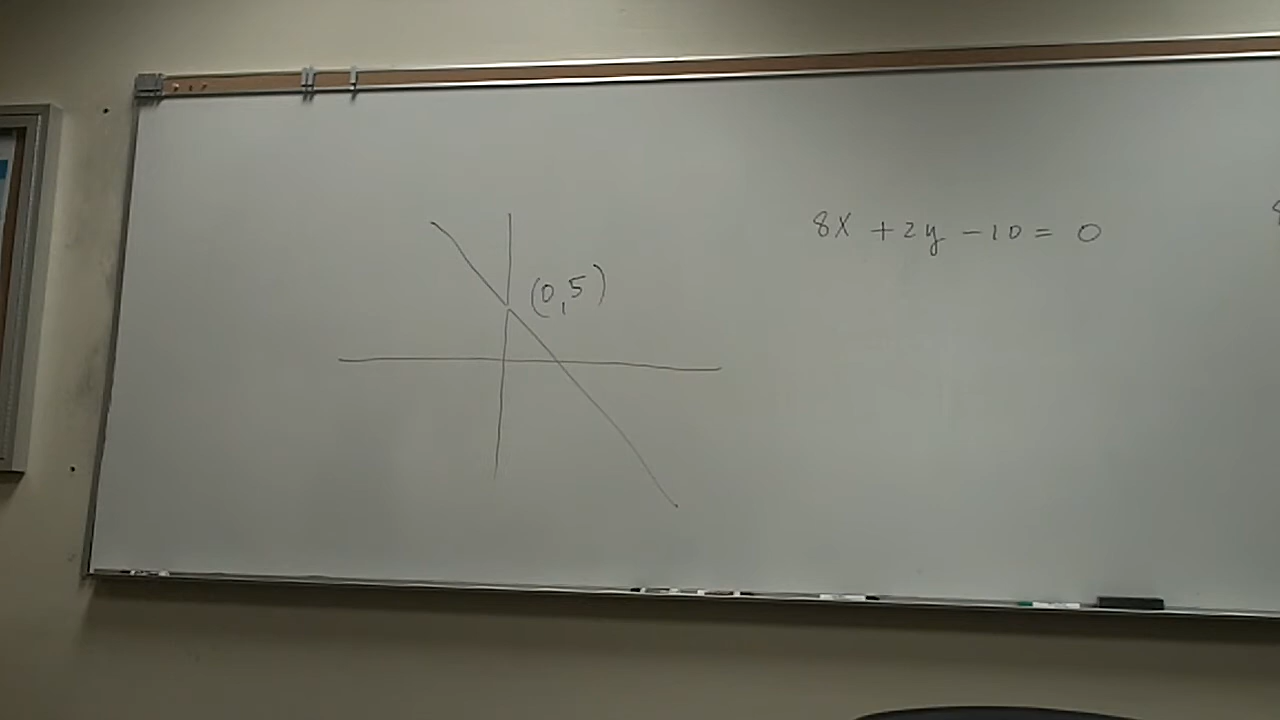 (0,5)
8x + 2y - 10 = 0